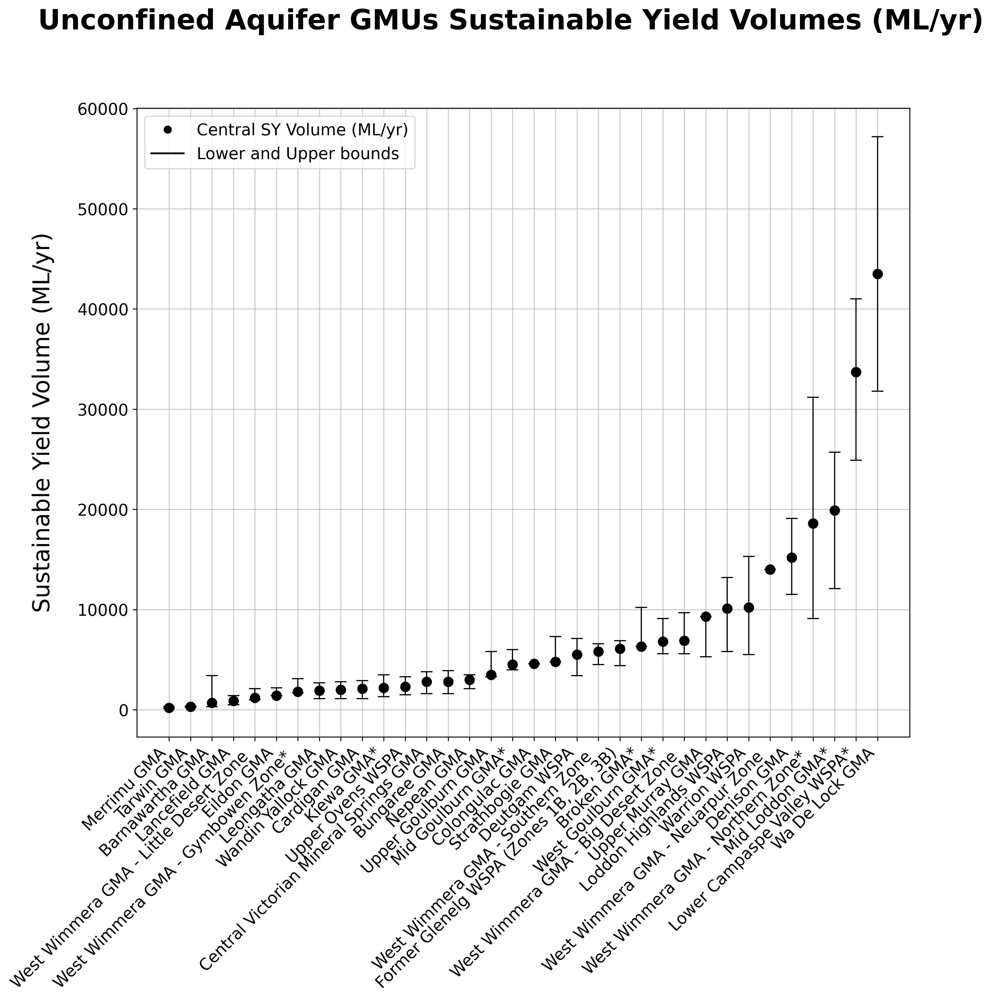 Unconfined Aquifer GMUs Sustainable Yield Volumes (ML/yr)
Central SY Volume (ML/yr)
Lower and Upper bounds
Sustainable Yield Volume (ML/yr)
60000
50000
40000
30000
20000
10000
0
Merrimu GMA
Tarwin GMA
Barnawartha GMA
Lancefield GMA
West Wimmera GMA - Little Desert Zone
Eildon GMA
West Wimmera GMA - Gymbowen Zone*
Leongatha GMA
Wandin Yallock GMA
Cardigan GMA
Kiewa GMA*
Upper Ovens WSPA
Central Victorian Mineral Springs GMA
Bungaree GMA
Nepean GMA
Upper Goulburn GMA
Mid Goulburn GMA*
Colongulac GMA
Strathbogie GMA
Deutgam WSPA
West Wimmera GMA - Southern Zone
Former Glenelg WSPA (Zones 1B, 2B, 3B)
Broken GMA*
West Goulburn GMA*
West Wimmera GMA - Big Desert Zone
Upper Murray GMA
Loddon Highlands WSPA
Warrion WSPA
West Wimmera GMA - Neuarpur Zone
Denison GMA
West Wimmera GMA - Northern Zone*
Mid Loddon GMA*
Lower Campaspe Valley WSPA*
Wa De Lock GMA